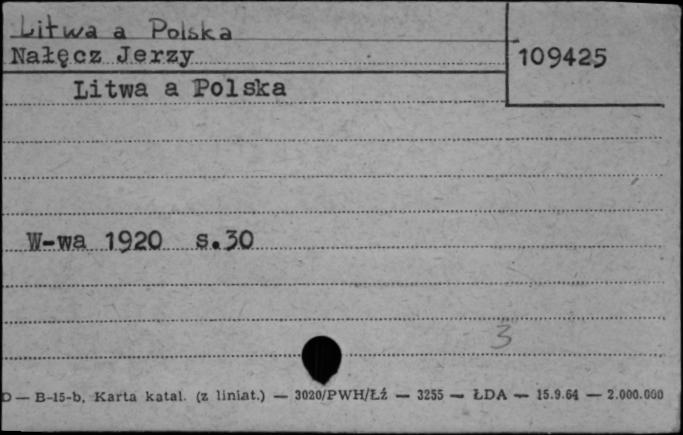 Litwa a Polska
Nałęcz Jerzy
109425
Litwa a Polska
W-wa 1920 s.30
3
D — B-15-b, Karta katal. (z liniat.) — 3020/PWH/Łź — 3255 — ŁDA — 15.9.64 — 2.000.000